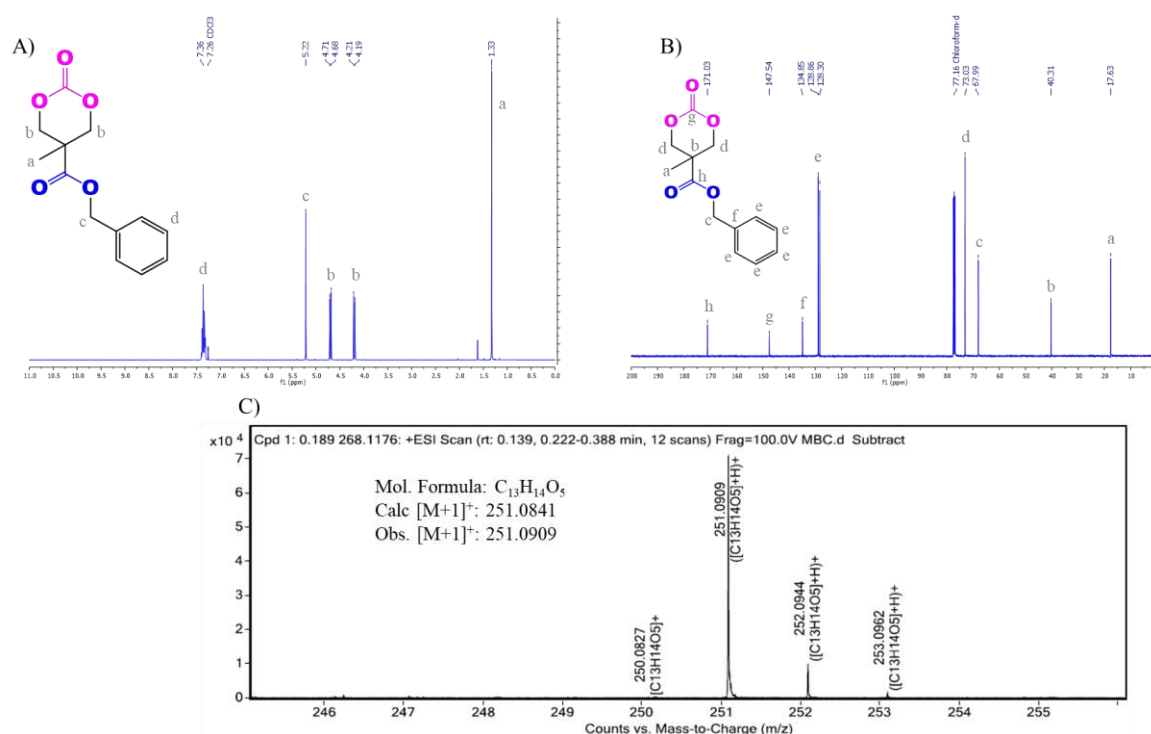 A)
7.36
7.26 CDCl3
5.22
4.71
4.68
4.21
4.19
1.33
O
O O
b b
a
O O
c
d
d
c
b
b
a
11.0 10.5 10.0 9.5 9.0 8.5 8.0 7.5 7.0 6.5 6.0 5.5 5.0 4.5 4.0 3.5 3.0 2.5 2.0 1.5 1.0 0.5 0.0
f1 (ppm)
B)
171.03
147.54
134.85
128.86
128.30
77.16 Chloroform-d
73.03
67.99
40.31
17.63
O
O g O
d b d
a
O h O
c f e
e
e e
e
h
g
f
e
d
c
b
a
200 190 180 170 160 150 140 130 120 110 100 90 80 70 60 50 40 30 20 10
f1 (ppm)
C)
x10 4 Cpd 1: 0.189 268.1176: +ESI Scan (rt: 0.139, 0.222-0.388 min, 12 scans) Frag=100.0V MBC.d Subtract
7
6
5
4
3
2
1
0
Mol. Formula: C13H14O5
Calc [M+1]+: 251.0841
Obs. [M+1]+: 251.0909
250.0827
[C13H14O5]+
251.0909
([C13H14O5]+H)+
252.0944
([C13H14O5]+H)+
253.0962
([C13H14O5]+H)+
246 247 248 249 250 251 252 253 254 255
Counts vs. Mass-to-Charge (m/z)